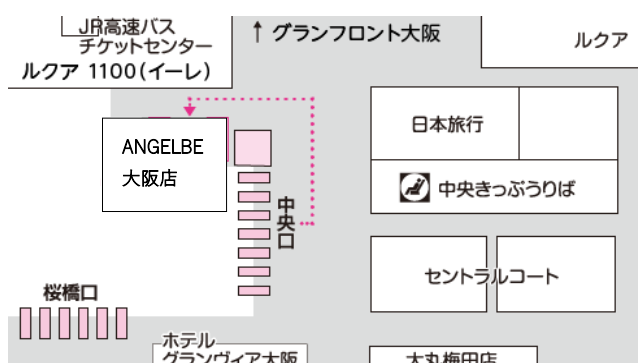 JR高速バス
チケットセンター
ルクア 1100(イーレ)
↑ グランフロント大阪
ルクア
日本旅行
ANGELBE
大阪店
中央きっぷうりば
中央口
セントラルコート
桜橋口
ホテル
グランヴィア大阪
大丸梅田店